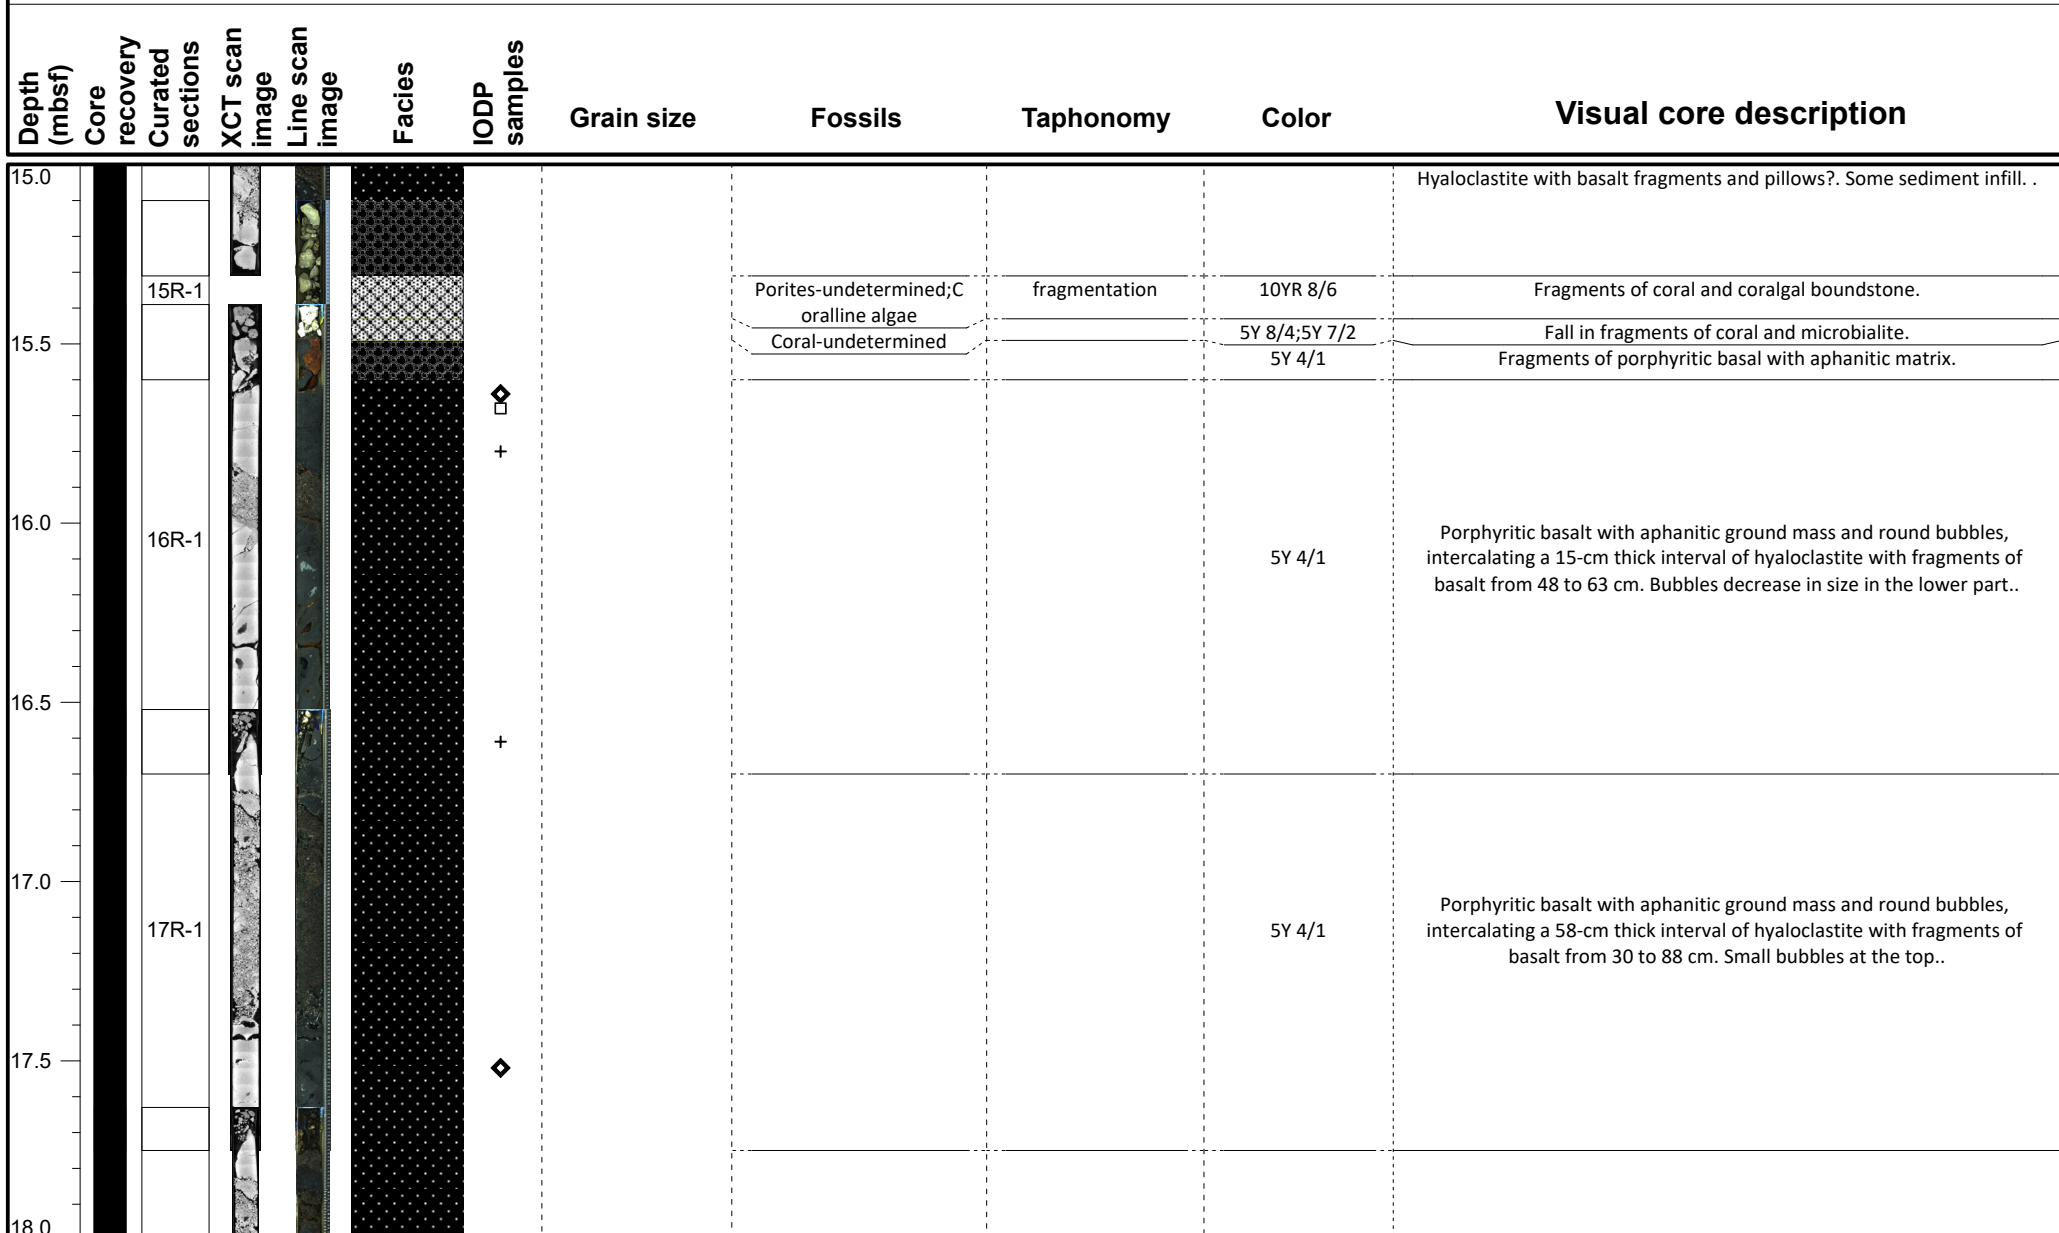 Depth (mbsf)
Core recovery
Curated sections
XCT scan image
Line scan image
Facies
IODP samples
Grain size
Fossils
Taphonomy
Color
Visual core description
15.0
Hyaloclastite with basalt fragments and pillows?. Some sediment infill. .
15R-1
Porites-undetermined;C
oralline algae
fragmentation
10YR 8/6
Fragments of coral and coralgal boundstone.
15.5
Coral-undetermined
5Y 8/4;5Y 7/2
Fall in fragments of coral and microbialite.
5Y 4/1
Fragments of porphyritic basal with aphanitic matrix.
16.0
16R-1
5Y 4/1
Porphyritic basalt with aphanitic ground mass and round bubbles,
intercalating a 15-cm thick interval of hyaloclastite with fragments of
basalt from 48 to 63 cm. Bubbles decrease in size in the lower part..
16.5
17.0
17R-1
5Y 4/1
Porphyritic basalt with aphanitic ground mass and round bubbles,
intercalating a 58-cm thick interval of hyaloclastite with fragments of
basalt from 30 to 88 cm. Small bubbles at the top..
17.5
18.0